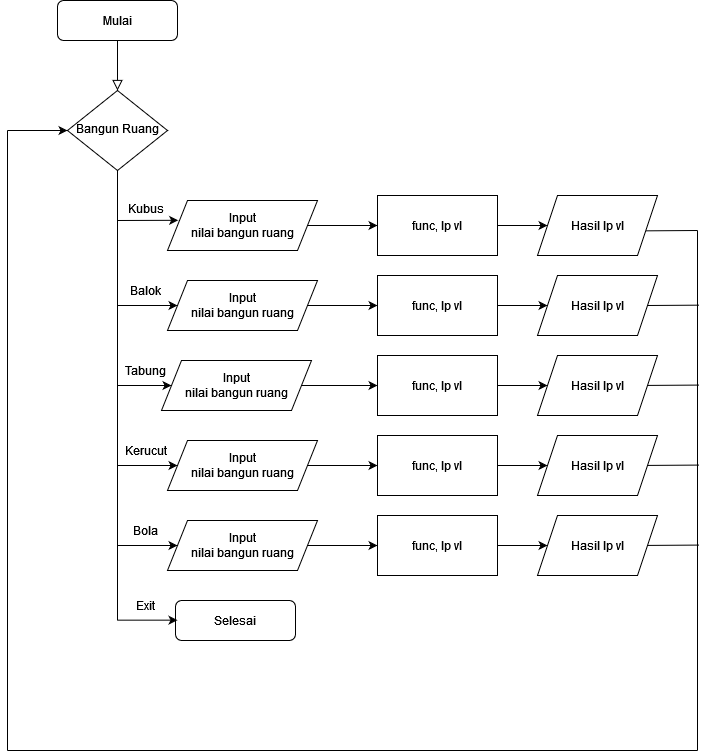 Mulai
Bangun Ruang
Kubus
Input
nilai bangun ruang
func, lp vl
Hasil lp vl
Balok
Input
nilai bangun ruang
func, lp vl
Hasil lp vl
Tabung
Input
nilai bangun ruang
func, lp vl
Hasil lp vl
Kerucut
Input
nilai bangun ruang
func, lp vl
Hasil lp vl
Bola
Input
nilai bangun ruang
func, lp vl
Hasil lp vl
Exit
Selesai